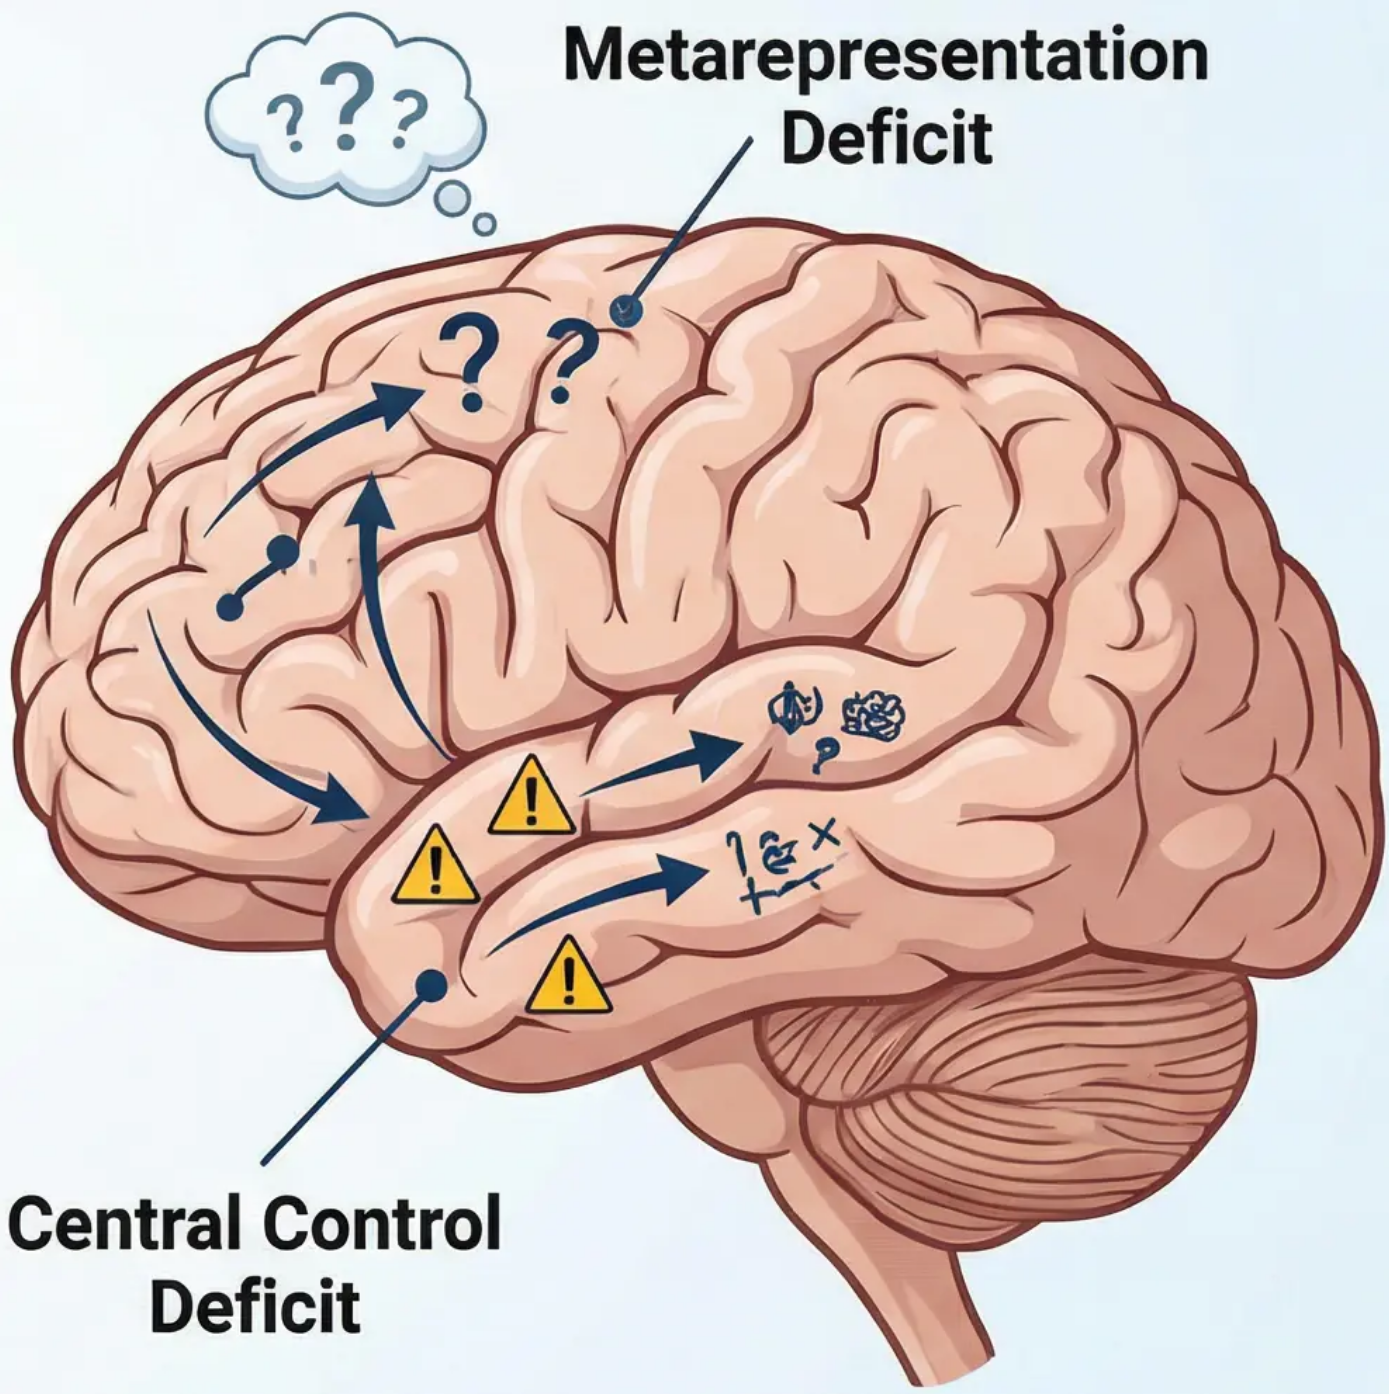 ? ? ?
Metarepresentation
Deficit
? ?
!
!
!
?
Central Control
Deficit